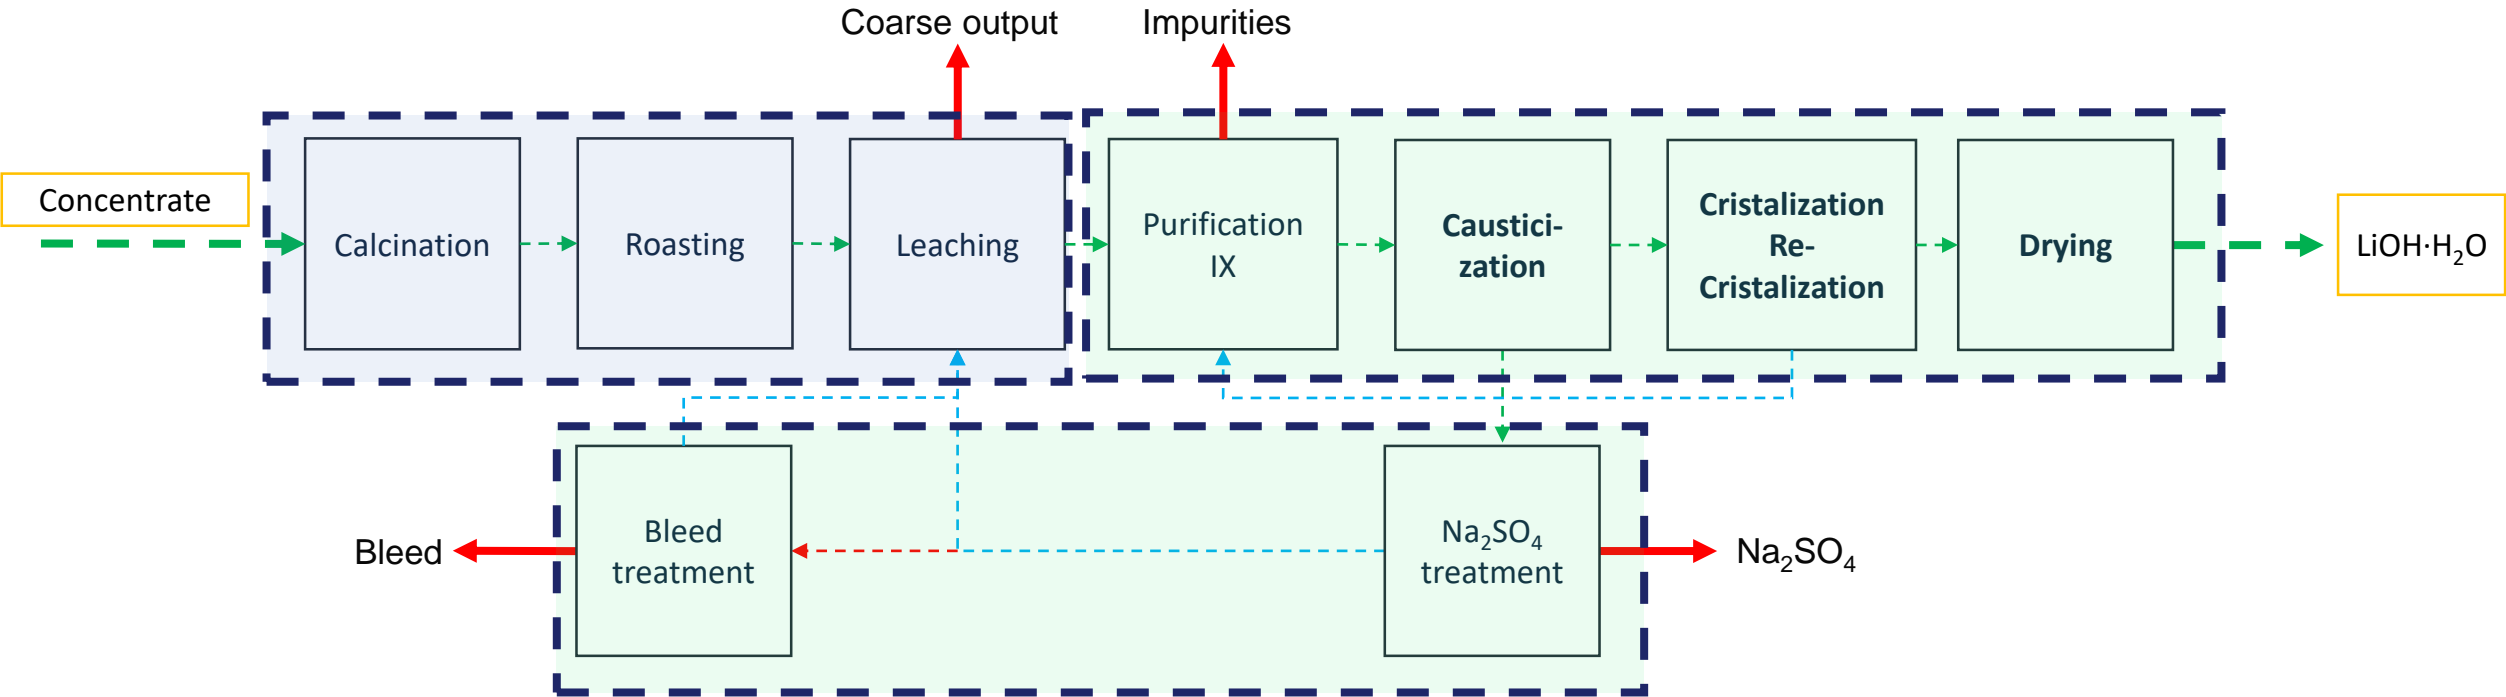 Coarse output
Impurities
Concentrate
Calcination
Roasting
Leaching
Purification
IX
Caustici-
zation
Cristalization
Re-
Cristalization
Drying
LiOH·H₂O
Bleed
Bleed
treatment
Na₂SO₄
treatment
Na₂SO₄